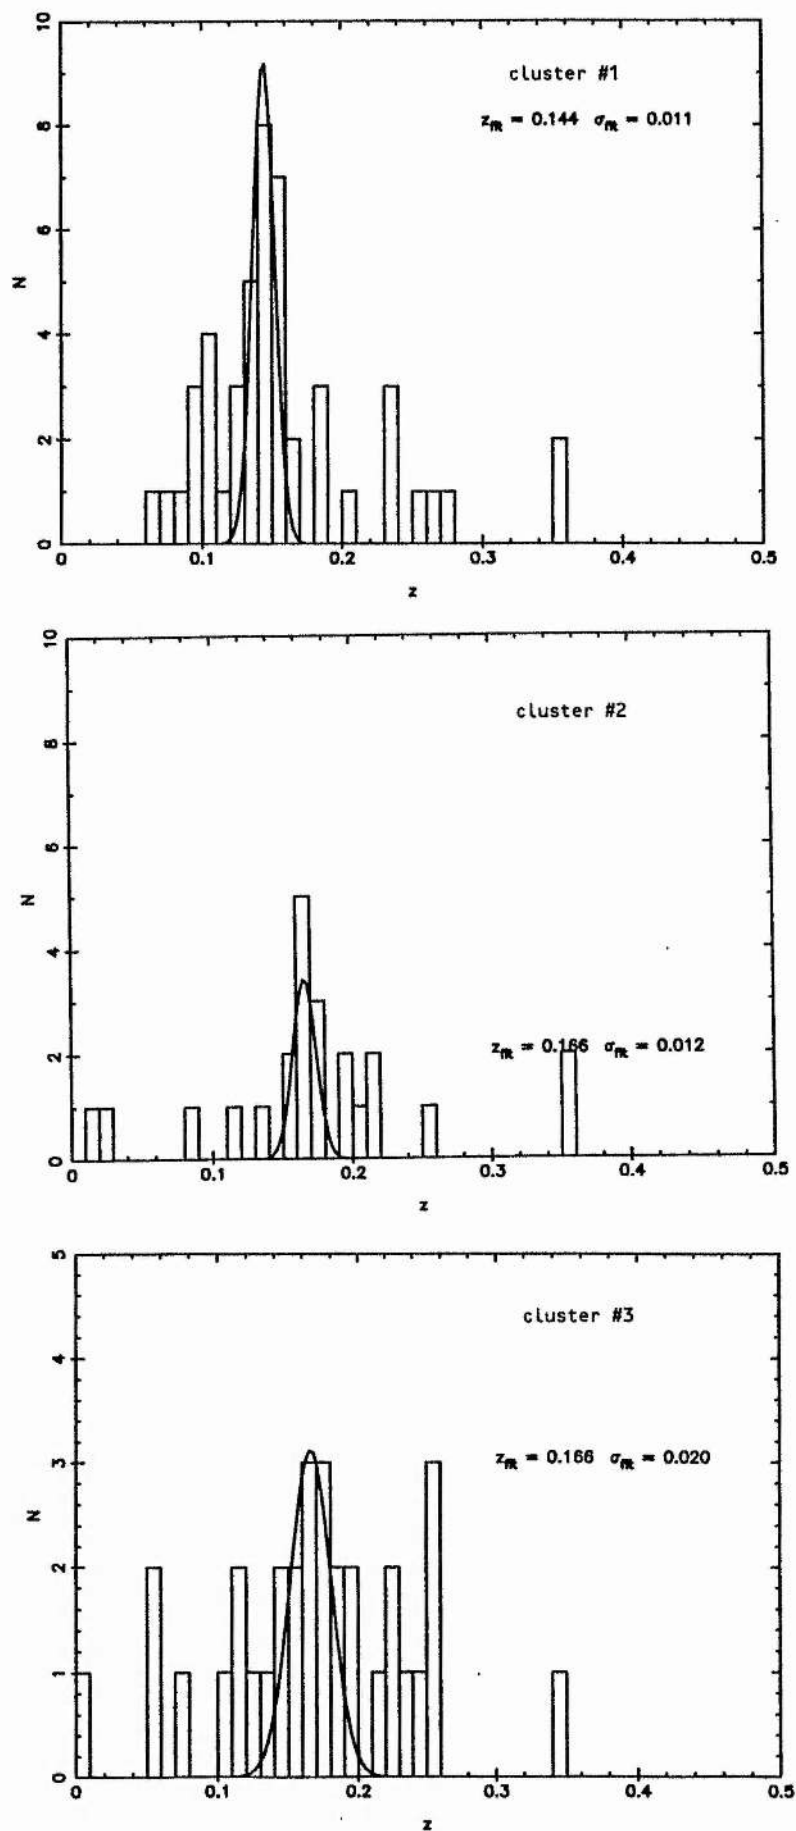 10
8
6
4
2
0
N
cluster #1
z_fit = 0.144 σ_fit = 0.011
0 0.1 0.2 0.3 0.4 0.5
z
10
8
6
4
2
0
N
cluster #2
z_fit = 0.166 σ_fit = 0.012
0 0.1 0.2 0.3 0.4 0.5
z
5
4
3
2
1
0
N
cluster #3
z_fit = 0.166 σ_fit = 0.020
0 0.1 0.2 0.3 0.4 0.5
z